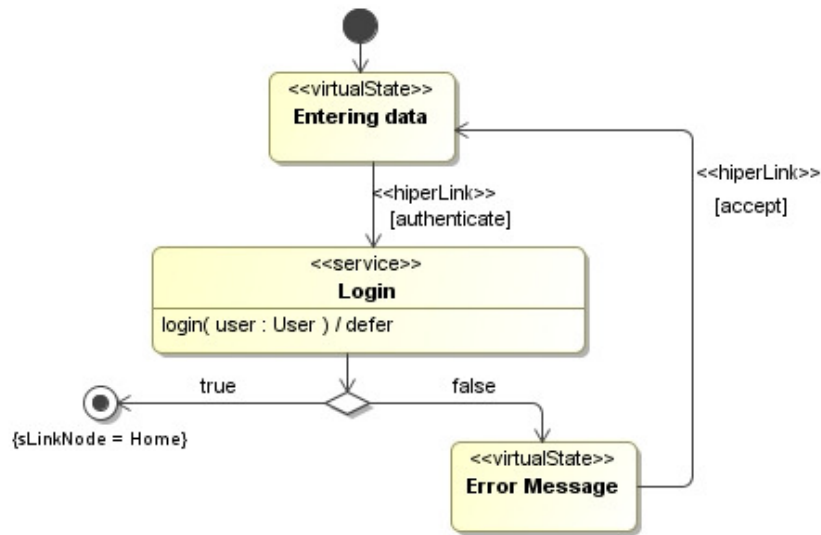 <<virtualState>>
Entering data
<<hiperLink>>
[authenticate]
<<hiperLink>>
[accept]
<<service>>
Login
login( user : User ) / defer
true
false
{sLinkNode = Home}
<<virtualState>>
Error Message